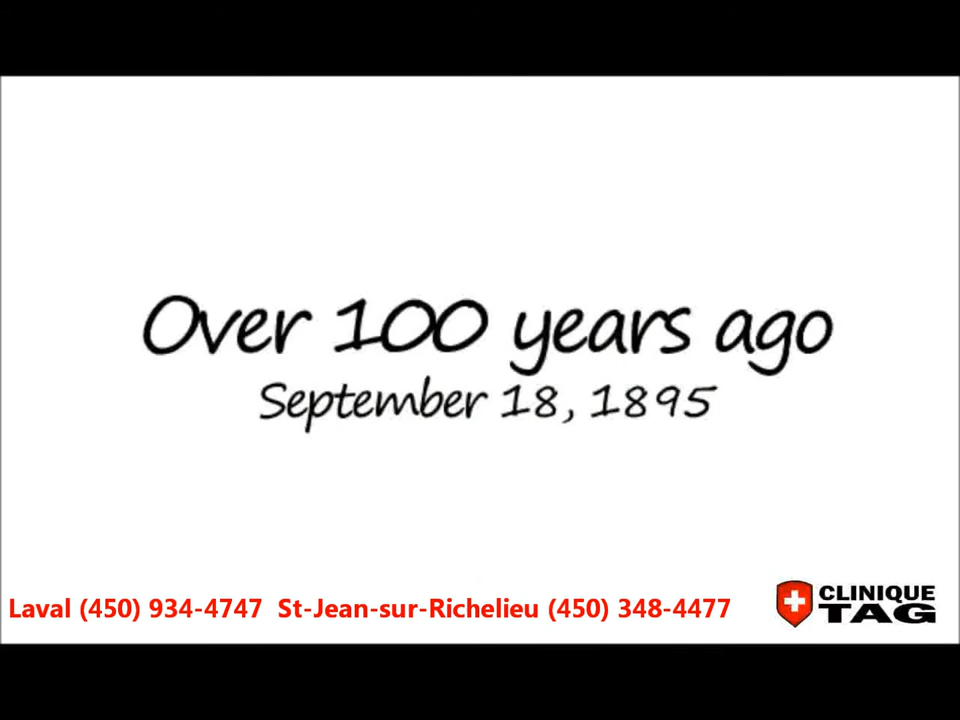 Over 100 years ago
September 18, 1895
Laval (450) 934-4747  St-Jean-sur-Richelieu (450) 348-4477
CLINIQUE
TAG